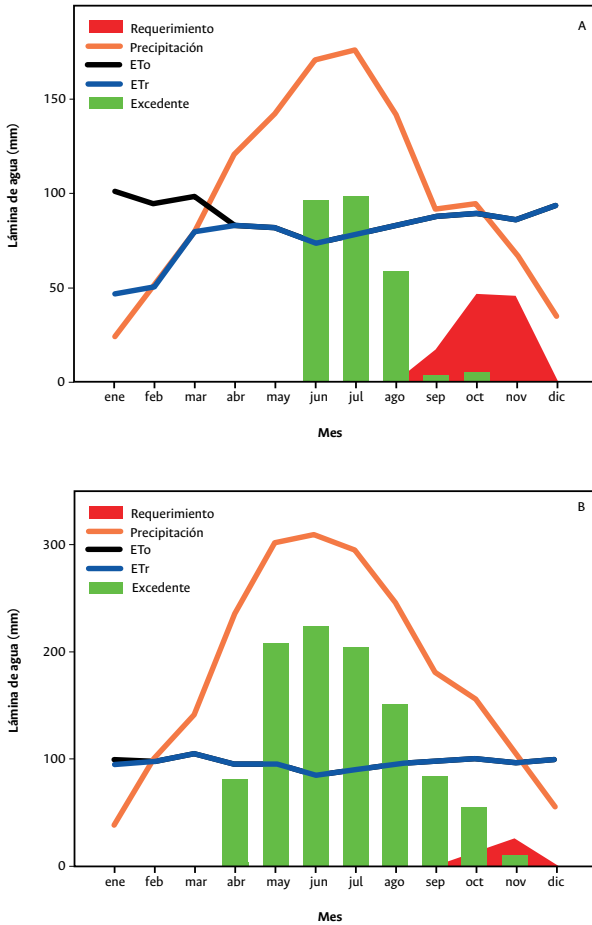 A
Requerimiento
Precipitación
ETo
ETr
Excedente
Lámina de agua (mm)
150
100
50
0
ene feb mar abr may jun jul ago sep oct nov dic
Mes
B
Requerimiento
Precipitación
ETo
ETr
Excedente
Lámina de agua (mm)
300
200
100
0
ene feb mar abr may jun jul ago sep oct nov dic
Mes